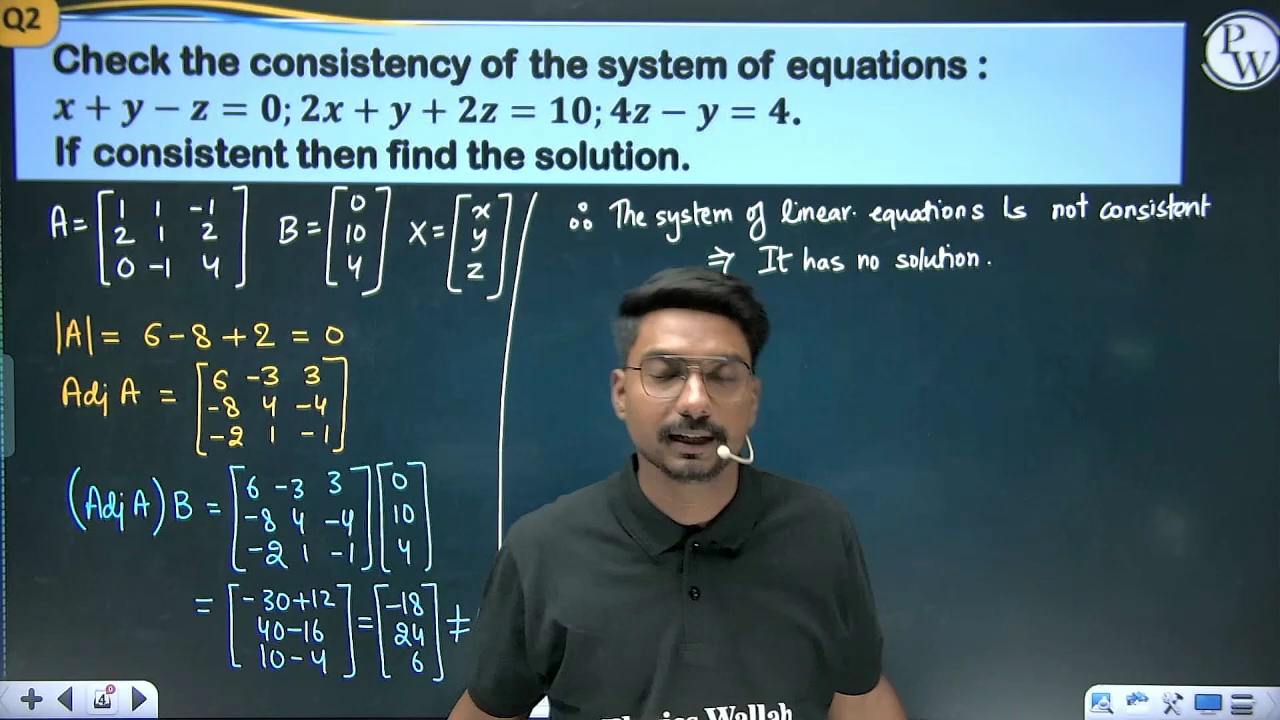 Q2
Check the consistency of the system of equations :
x + y − z = 0; 2x + y + 2z = 10; 4z − y = 4.
If consistent then find the solution.
PW
A = [1 1 -1
2 1 2
0 -1 4]
B = [0
10
4]
X = [x
y
z]
|A| = 6 - 8 + 2 = 0
Adj A = [6 -3 3
-8 4 -4
-2 1 -1]
(Adj A) B = [6 -3 3
-8 4 -4
-2 1 -1] [0
10
4]
= [-30+12
40-16
10-4] = [-18
24
6] ≠
∴ The system of linear equations is not consistent
⇒ It has no solution.
4
Physics Wallah